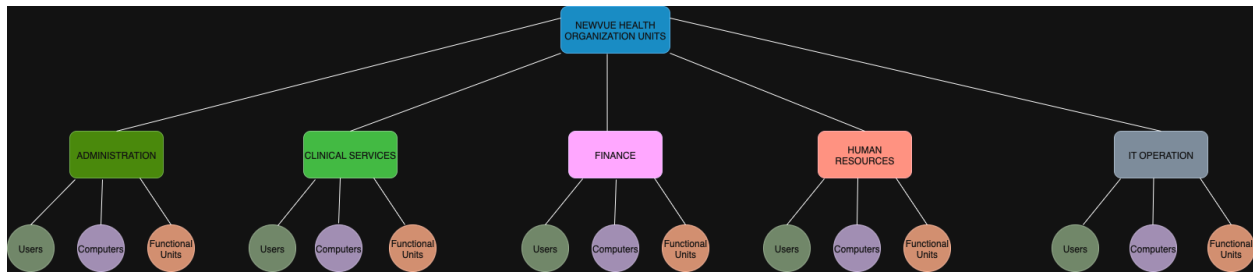 NEWVUE HEALTH
ORGANIZATION UNITS
ADMINISTRATION
CLINICAL SERVICES
FINANCE
HUMAN
RESOURCES
IT OPERATION
Users
Computers
Functional
Units
Users
Computers
Functional
Units
Users
Computers
Functional
Units
Users
Computers
Functional
Units
Users
Computers
Functional
Units